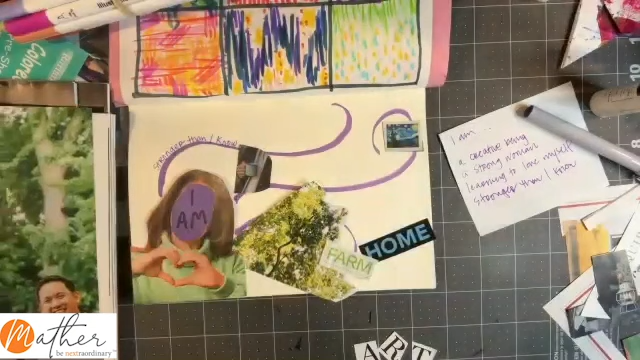 Colore
stronger than I know
I
AM
FARM
HOME
ART
I am...
a creative being
a strong woman
learning to love myself
stronger than I know
Mather
be nextraordinary